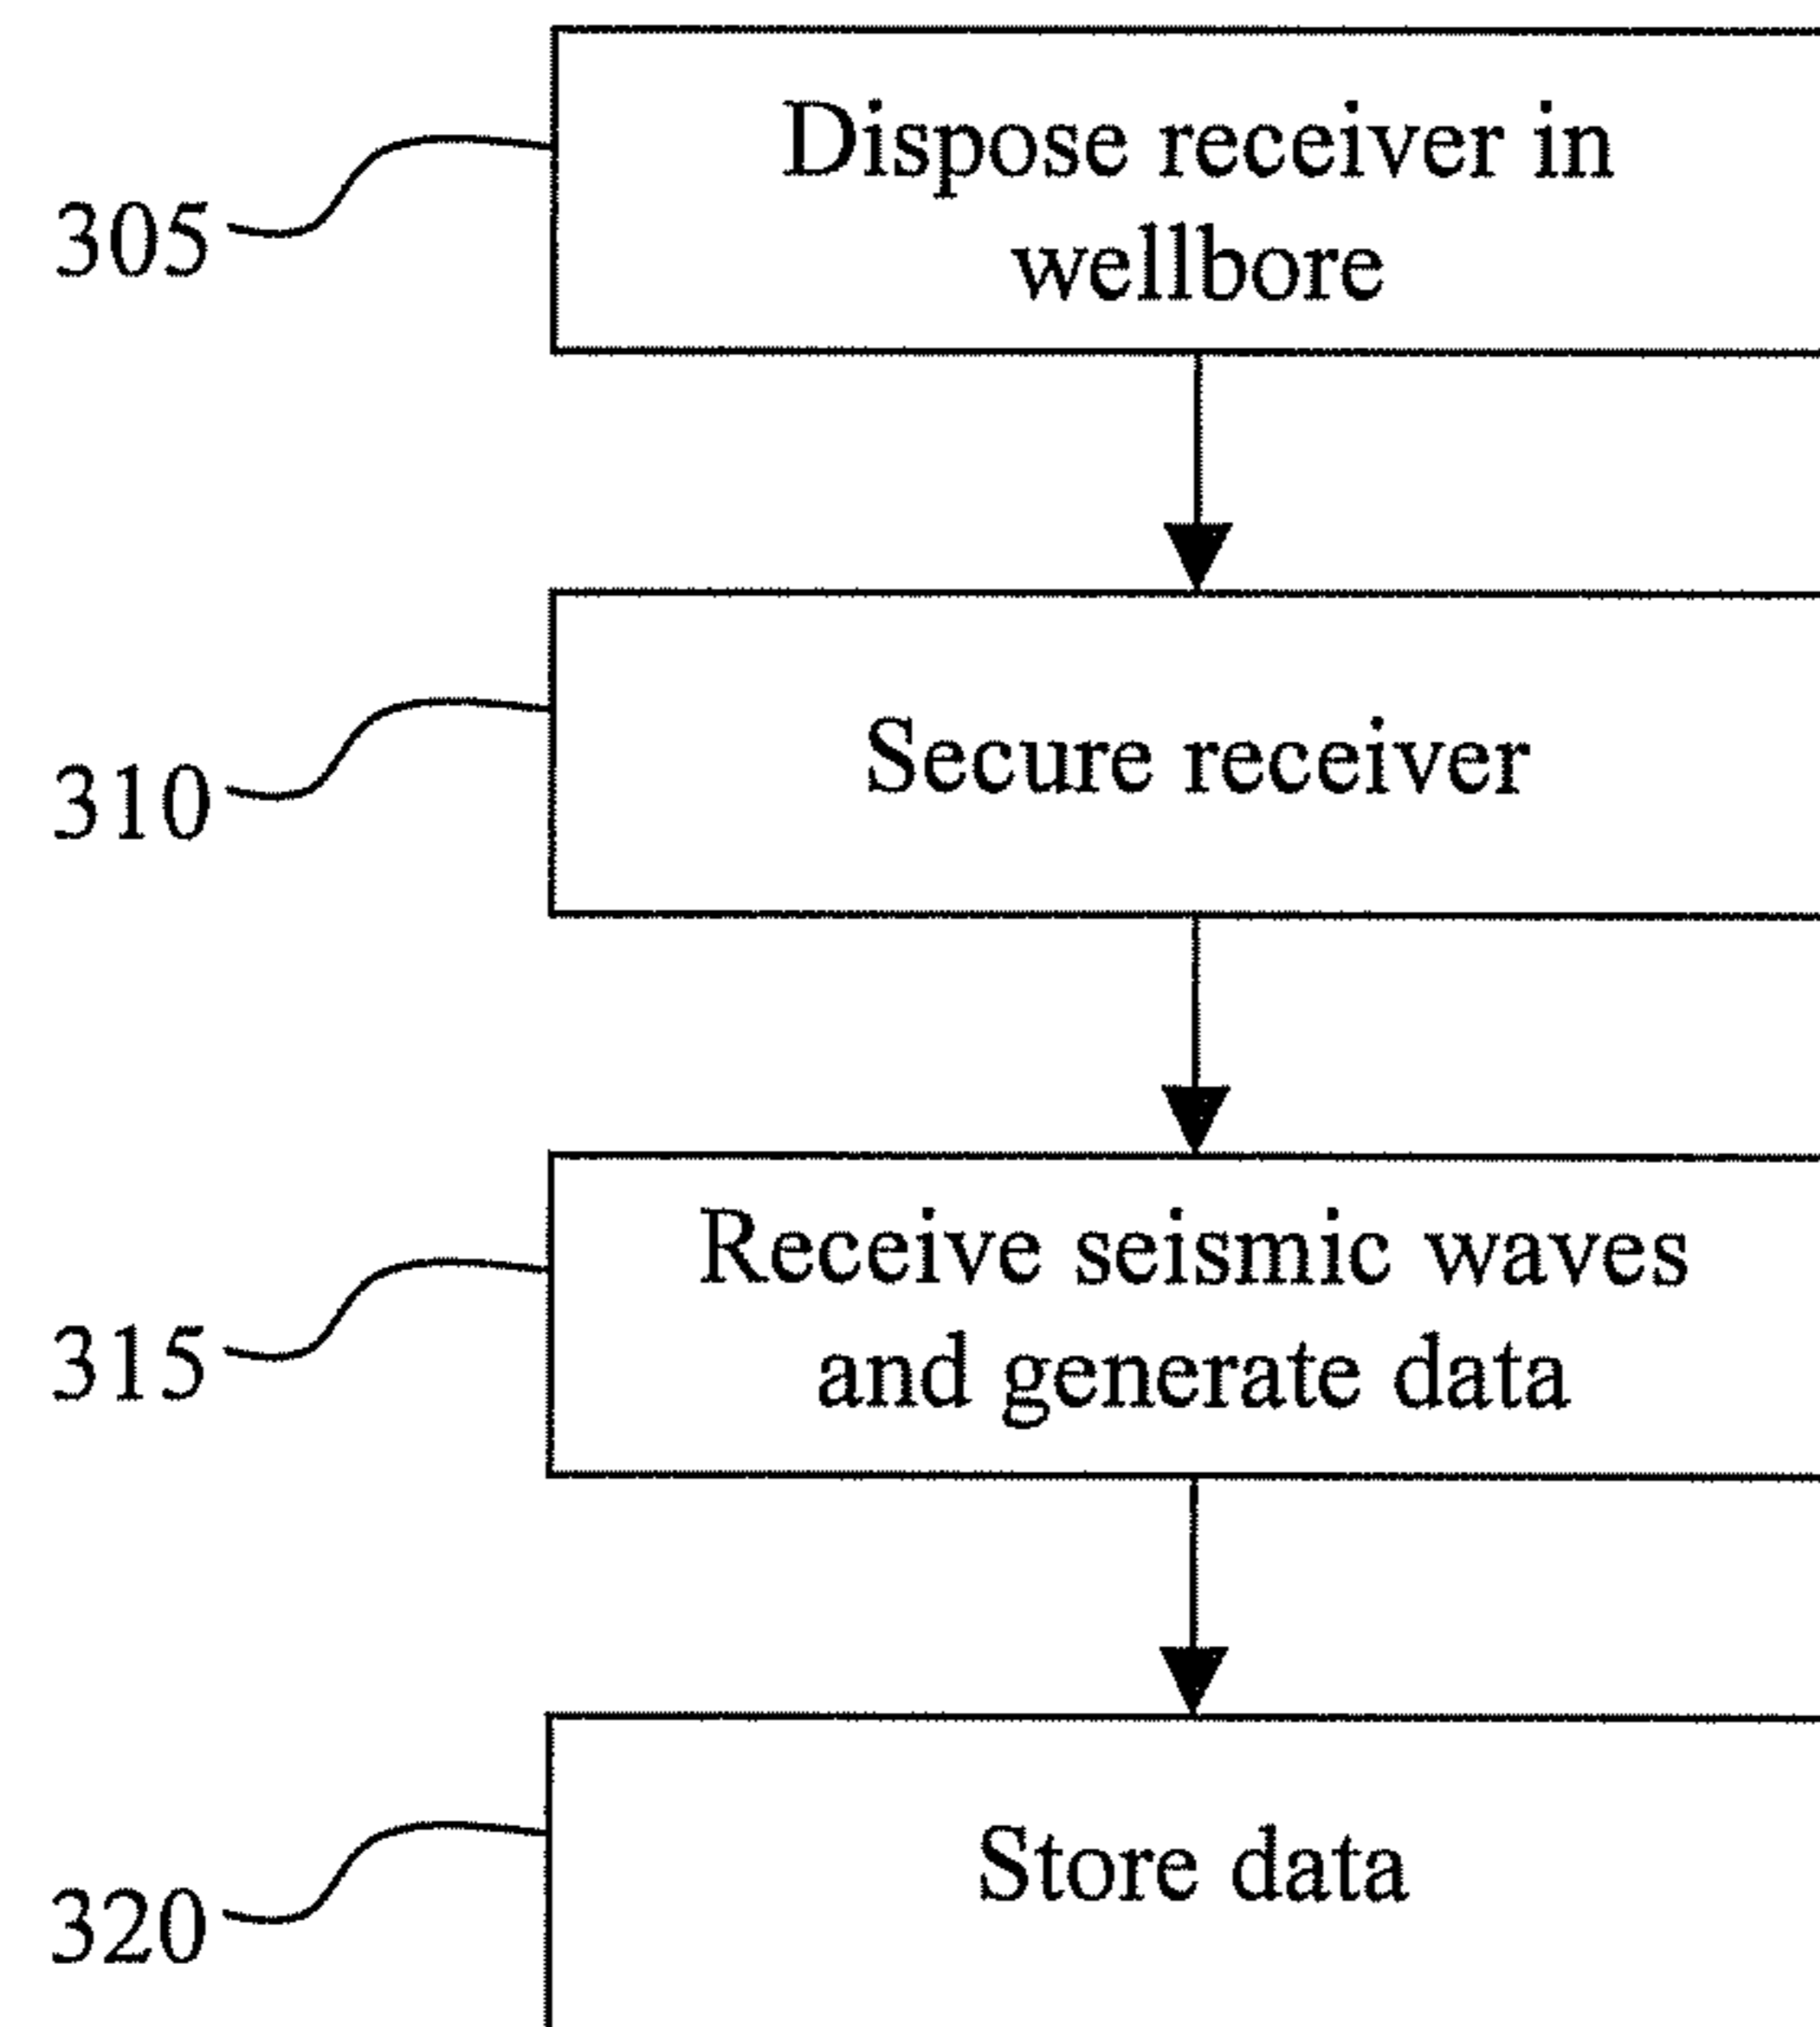 305
Dispose receiver in
wellbore
310
Secure receiver
315
Receive seismic waves
and generate data
320
Store data